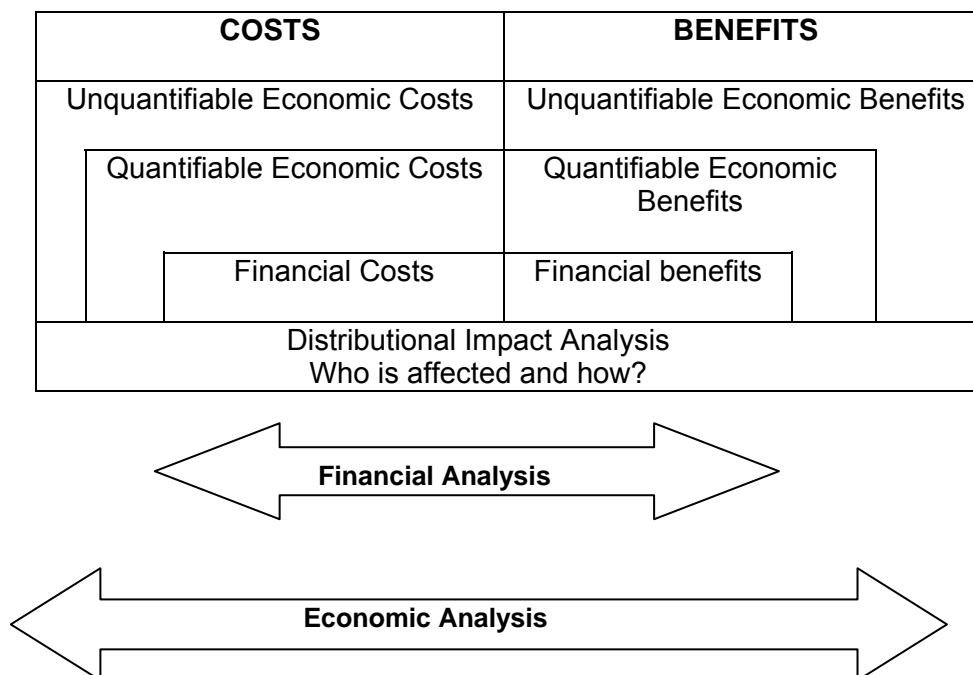 COSTS BENEFITS
Unquantifiable Economic Costs Unquantifiable Economic Benefits
Quantifiable Economic Costs Quantifiable Economic
Benefits
Financial Costs Financial benefits
Distributional Impact Analysis
Who is affected and how?
Financial Analysis
Economic Analysis